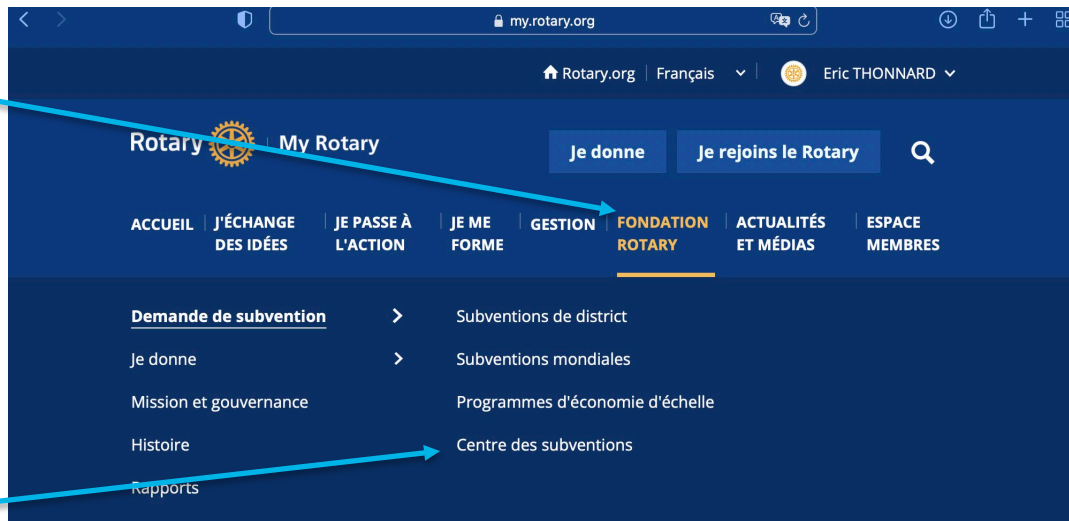 my.rotary.org
Rotary.org Français Eric THONNARD
Rotary My Rotary
Je donne Je rejoins le Rotary
ACCUEIL J'ÉCHANGE DES IDÉES JE PASSE À L'ACTION JE ME FORME GESTION FONDATION ROTARY ACTUALITÉS ET MÉDIAS ESPACE MEMBRES
Demande de subvention Subventions de district
Je donne Subventions mondiales
Mission et gouvernance Programmes d'économie d'échelle
Histoire Centre des subventions
Rapports